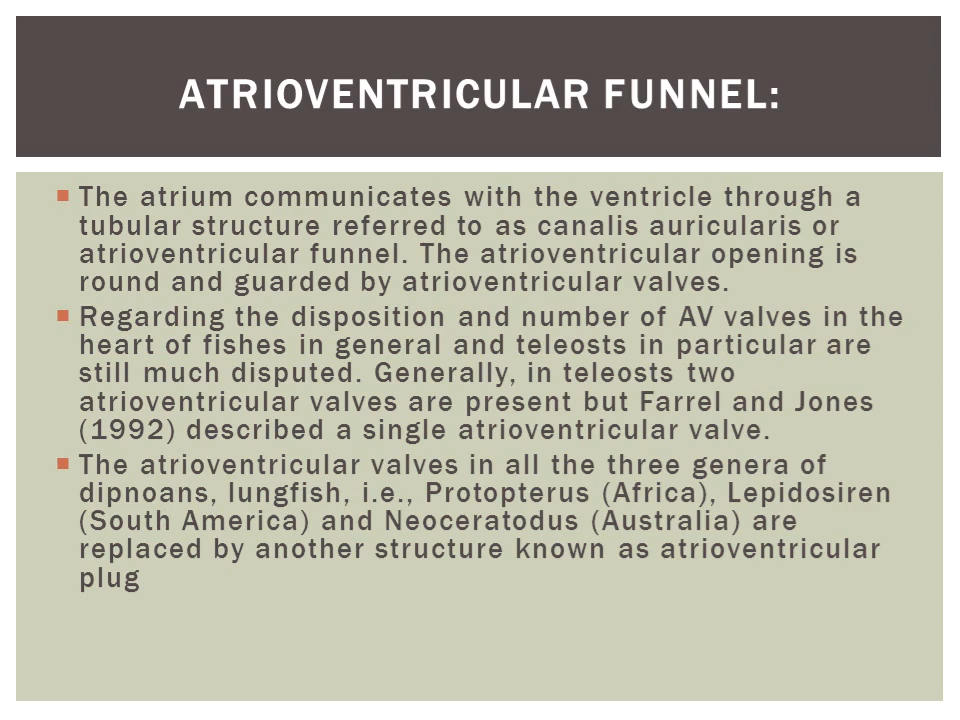 ATRIOVENTRICULAR FUNNEL:
The atrium communicates with the ventricle through a
tubular structure referred to as canalis auricularis or
atrioventricular funnel. The atrioventricular opening is
round and guarded by atrioventricular valves.
Regarding the disposition and number of AV valves in the
heart of fishes in general and teleosts in particular are
still much disputed. Generally, in teleosts two
atrioventricular valves are present but Farrel and Jones
(1992) described a single atrioventricular valve.
The atrioventricular valves in all the three genera of
dipnoans, lungfish, i.e., Protopterus (Africa), Lepidosiren
(South America) and Neoceratodus (Australia) are
replaced by another structure known as atrioventricular
plug